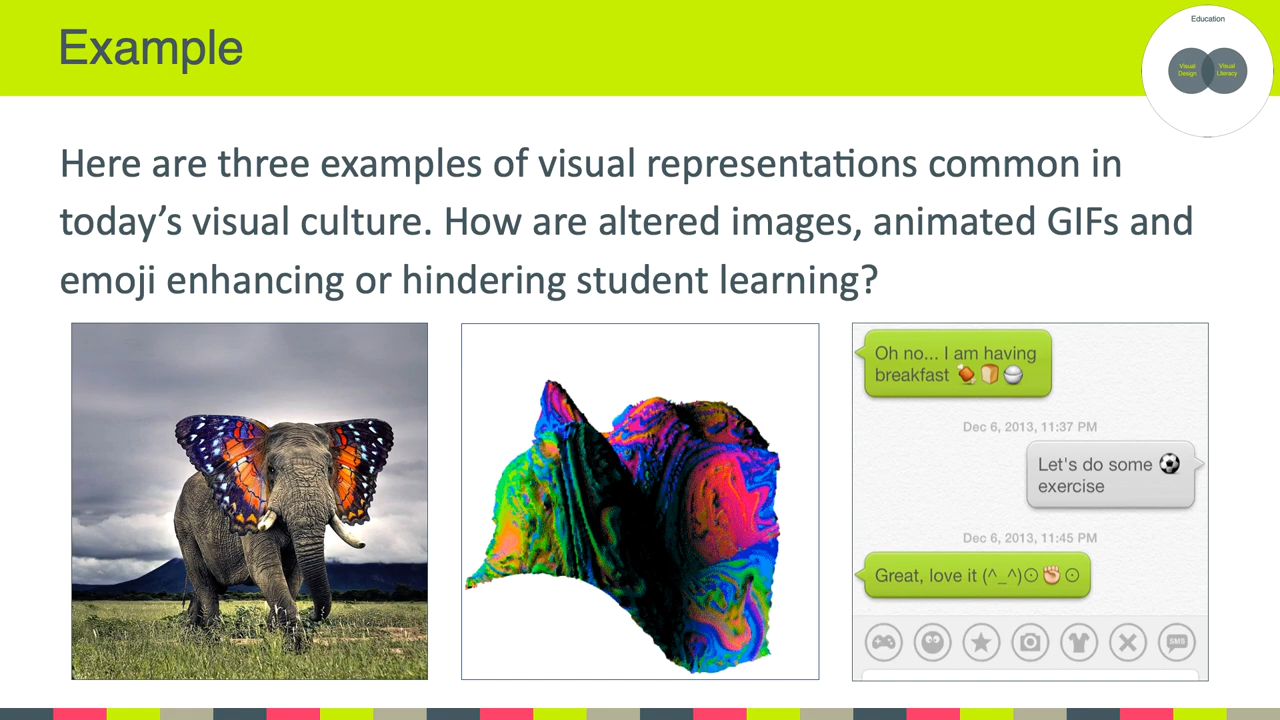 Example
Education
Visual
Design
Visual
Literacy
Here are three examples of visual representations common in
today’s visual culture. How are altered images, animated GIFs and
emoji enhancing or hindering student learning?
Oh no... I am having
breakfast 🍗🍞🍚
Dec 6, 2013, 11:37 PM
Let's do some ⚽
exercise
Dec 6, 2013, 11:45 PM
Great, love it (^_^)⊙✊⊙
SMS